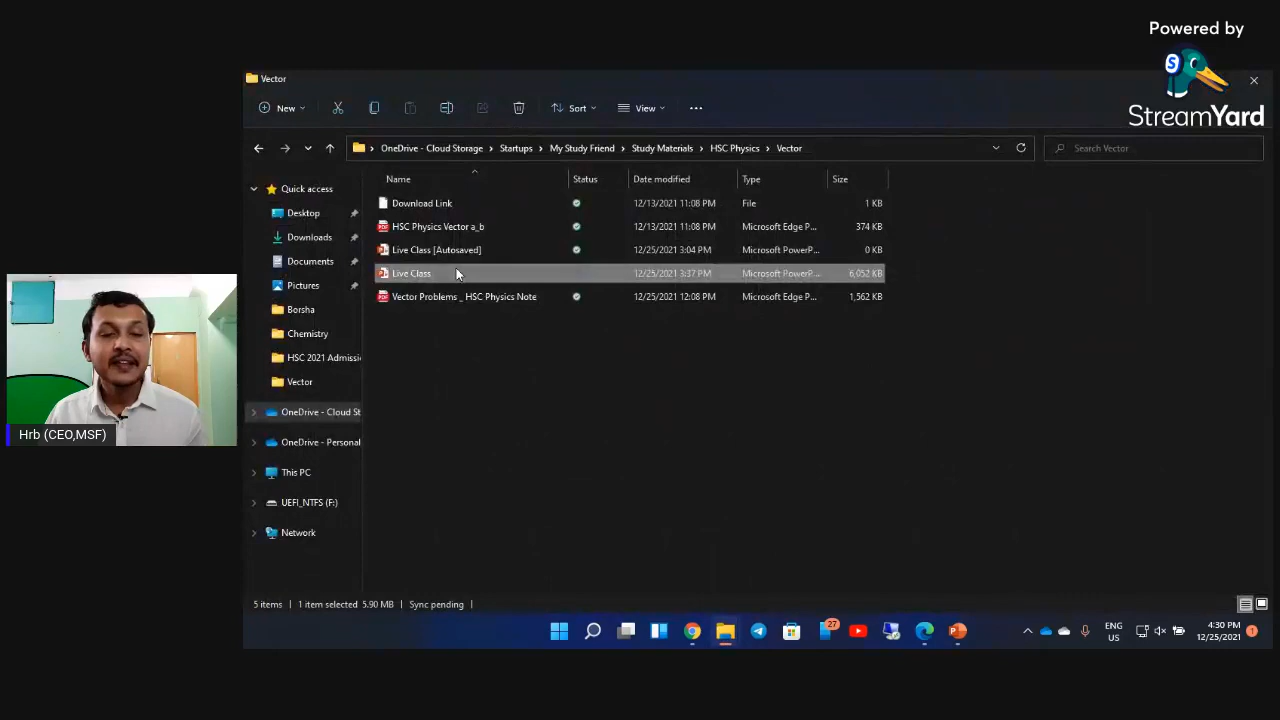 Powered by
StreamYard
Vector
New
Sort
View
OneDrive - Cloud Storage > Startups > My Study Friend > Study Materials > HSC Physics > Vector
Search Vector
Name Status Date modified Type Size
Download Link 12/13/2021 11:08 PM File 1 KB
HSC Physics Vector a_b 12/13/2021 11:08 PM Microsoft Edge P... 374 KB
Live Class [Autosaved] 12/25/2021 3:04 PM Microsoft PowerP... 0 KB
Live Class 12/25/2021 3:37 PM Microsoft PowerP... 6,052 KB
Vector Problems _ HSC Physics Note 12/25/2021 12:08 PM Microsoft Edge P... 1,562 KB
Quick access
Desktop
Downloads
Documents
Pictures
Borsha
Chemistry
HSC 2021 Admissi
Vector
OneDrive - Cloud St
OneDrive - Personal
This PC
UEFI_NTFS (F:)
Network
Hrb (CEO,MSF)
5 items | 1 item selected 5.90 MB | Sync pending |
27
ENG
US
4:30 PM
12/25/2021
1